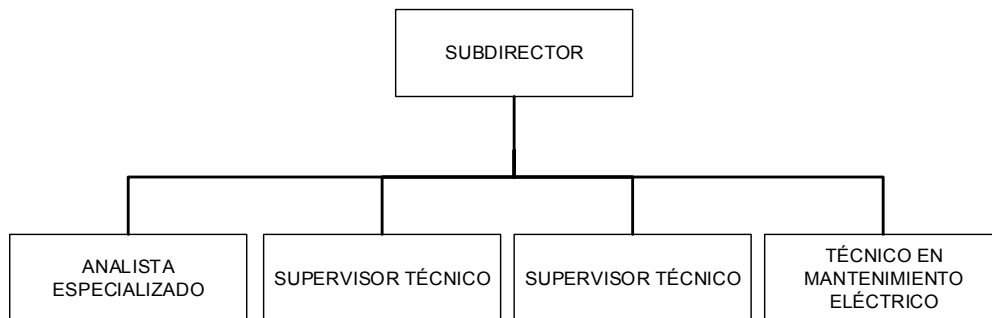 SUBDIRECTOR
ANALISTA
ESPECIALIZADO
SUPERVISOR TÉCNICO
SUPERVISOR TÉCNICO
TÉCNICO EN
MANTENIMIENTO
ELÉCTRICO